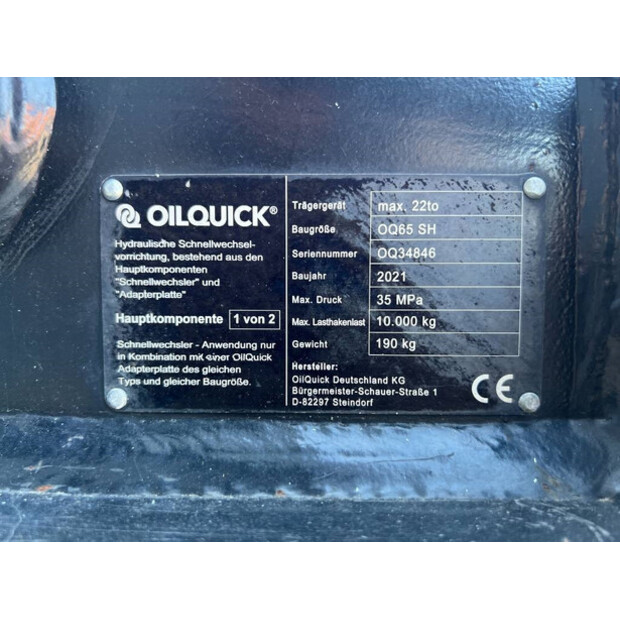 OILQUICK®
Hydraulische Schnellwechsel-
vorrichtung, bestehend aus den
Hauptkomponenten
"Schnellwechsler" und
"Adapterplatte"
Hauptkomponente 1 von 2
Schnellwechsler - Anwendung nur
in Kombination mit einer OilQuick
Adapterplatte des gleichen
Typs und gleicher Baugröße.
Trägergerät max. 22to
Baugröße OQ65 SH
Seriennummer OQ34846
Baujahr 2021
Max. Druck 35 MPa
Max. Lasthakenlast 10.000 kg
Gewicht 190 kg
Hersteller:
OilQuick Deutschland KG
Bürgermeister-Schauer-Straße 1
D-82297 Steindorf
CE